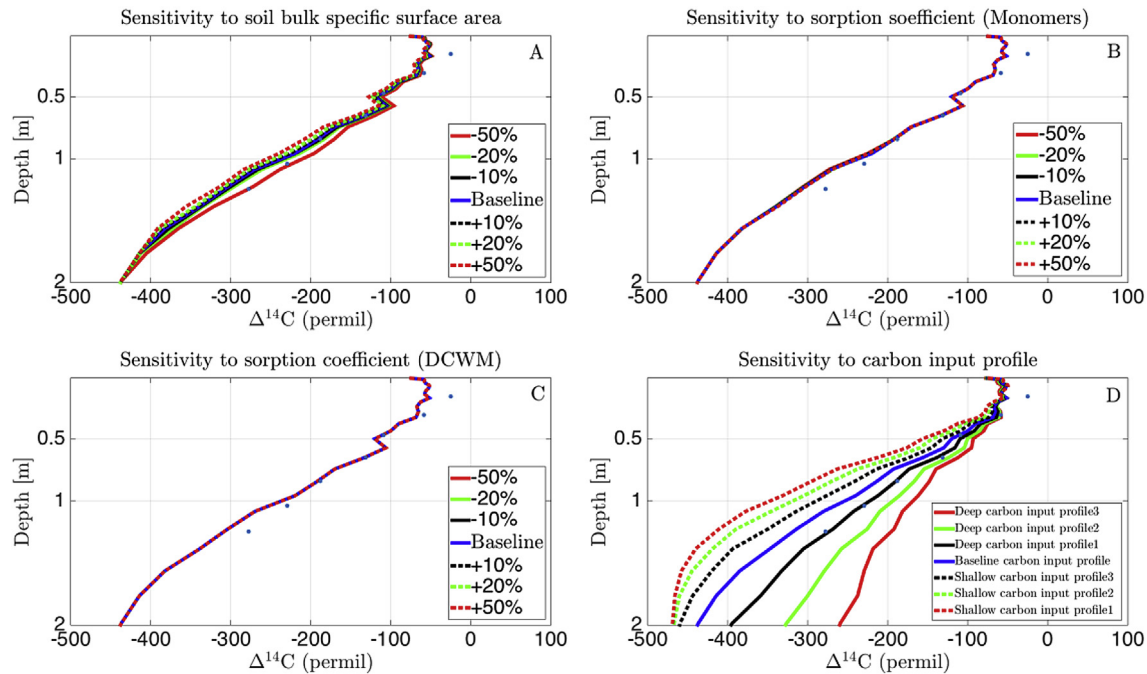 Sensitivity to soil bulk specific surface area
A
Depth [m]
0.5
1
2
-50%
-20%
-10%
Baseline
+10%
+20%
+50%
-500 -400 -300 -200 -100 0 100
Δ¹⁴C (permil)
Sensitivity to sorption soefficient (Monomers)
B
Depth [m]
0.5
1
2
-50%
-20%
-10%
Baseline
+10%
+20%
+50%
-500 -400 -300 -200 -100 0 100
Δ¹⁴C (permil)
Sensitivity to sorption coefficient (DCWM)
C
Depth [m]
0.5
1
2
-50%
-20%
-10%
Baseline
+10%
+20%
+50%
-500 -400 -300 -200 -100 0 100
Δ¹⁴C (permil)
Sensitivity to carbon input profile
D
Depth [m]
0.5
1
2
Deep carbon input profile3
Deep carbon input profile2
Deep carbon input profile1
Baseline carbon input profile
Shallow carbon input profile3
Shallow carbon input profile2
Shallow carbon input profile1
-500 -400 -300 -200 -100 0 100
Δ¹⁴C (permil)